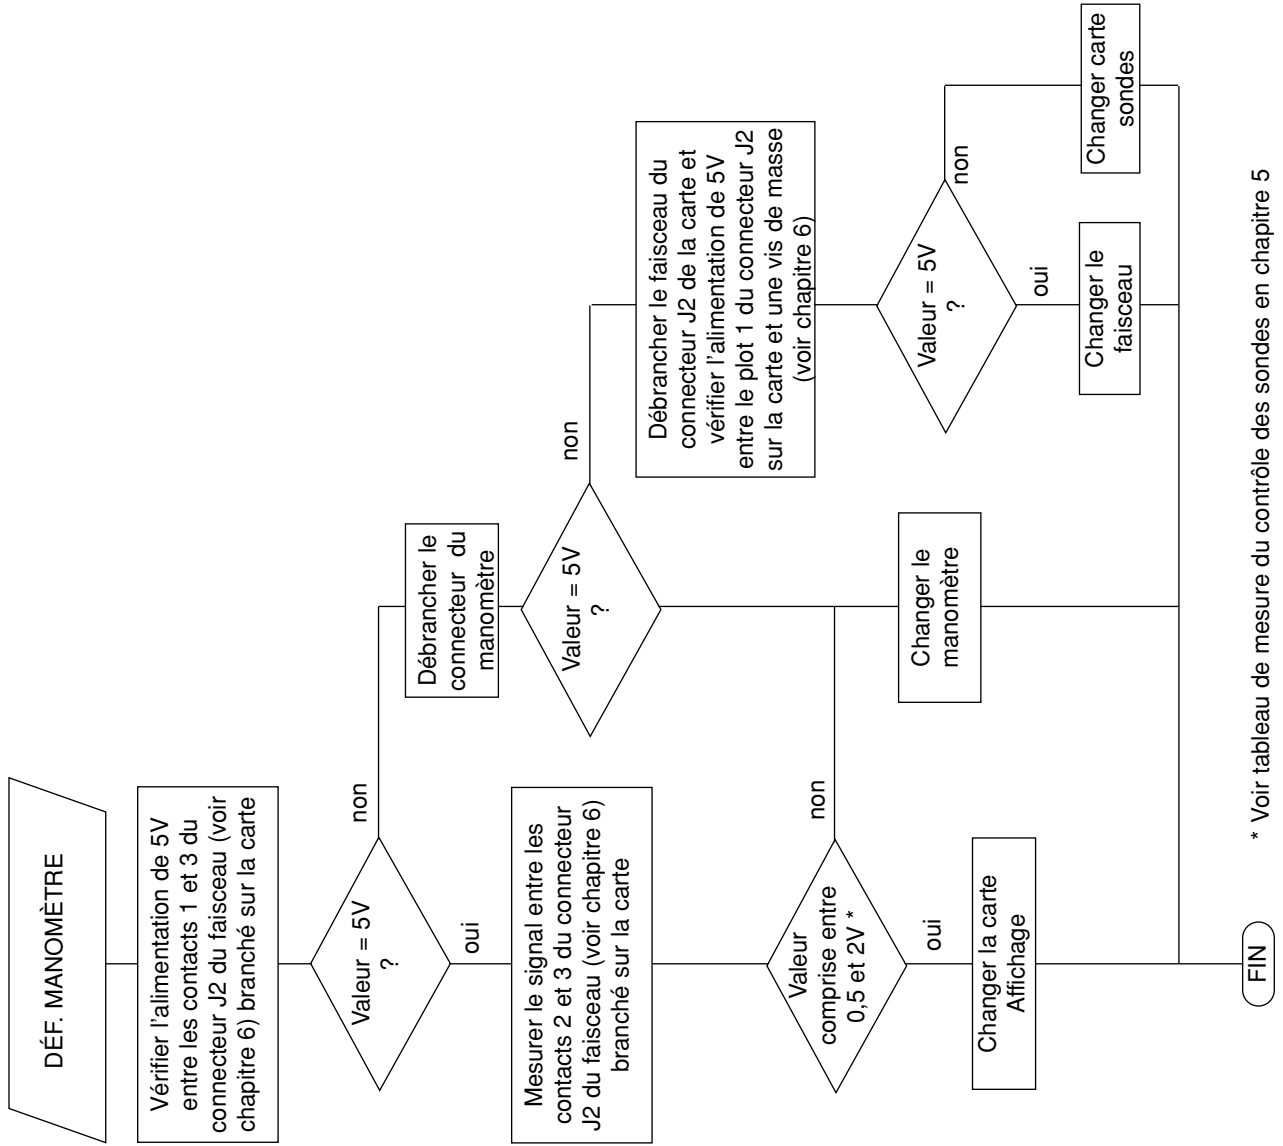 DÉF. MANOMÈTRE
Vérifier l'alimentation de 5V
entre les contacts 1 et 3 du
connecteur J2 du faisceau (voir
chapitre 6) branché sur la carte
Valeur = 5V
?
non
oui
Débrancher le
connecteur du
manomètre
Valeur = 5V
?
non
Débrancher le faisceau du
connecteur J2 de la carte et
vérifier l'alimentation de 5V
entre le plot 1 du connecteur J2
sur la carte et une vis de masse
(voir chapitre 6)
Valeur = 5V
?
non
oui
Changer carte
sondes
Changer le
faisceau
Mesurer le signal entre les
contacts 2 et 3 du connecteur
J2 du faisceau (voir chapitre 6)
branché sur la carte
Valeur
comprise entre
0,5 et 2V *
non
oui
Changer le
manomètre
Changer la carte
Affichage
FIN
* Voir tableau de mesure du contrôle des sondes en chapitre 5